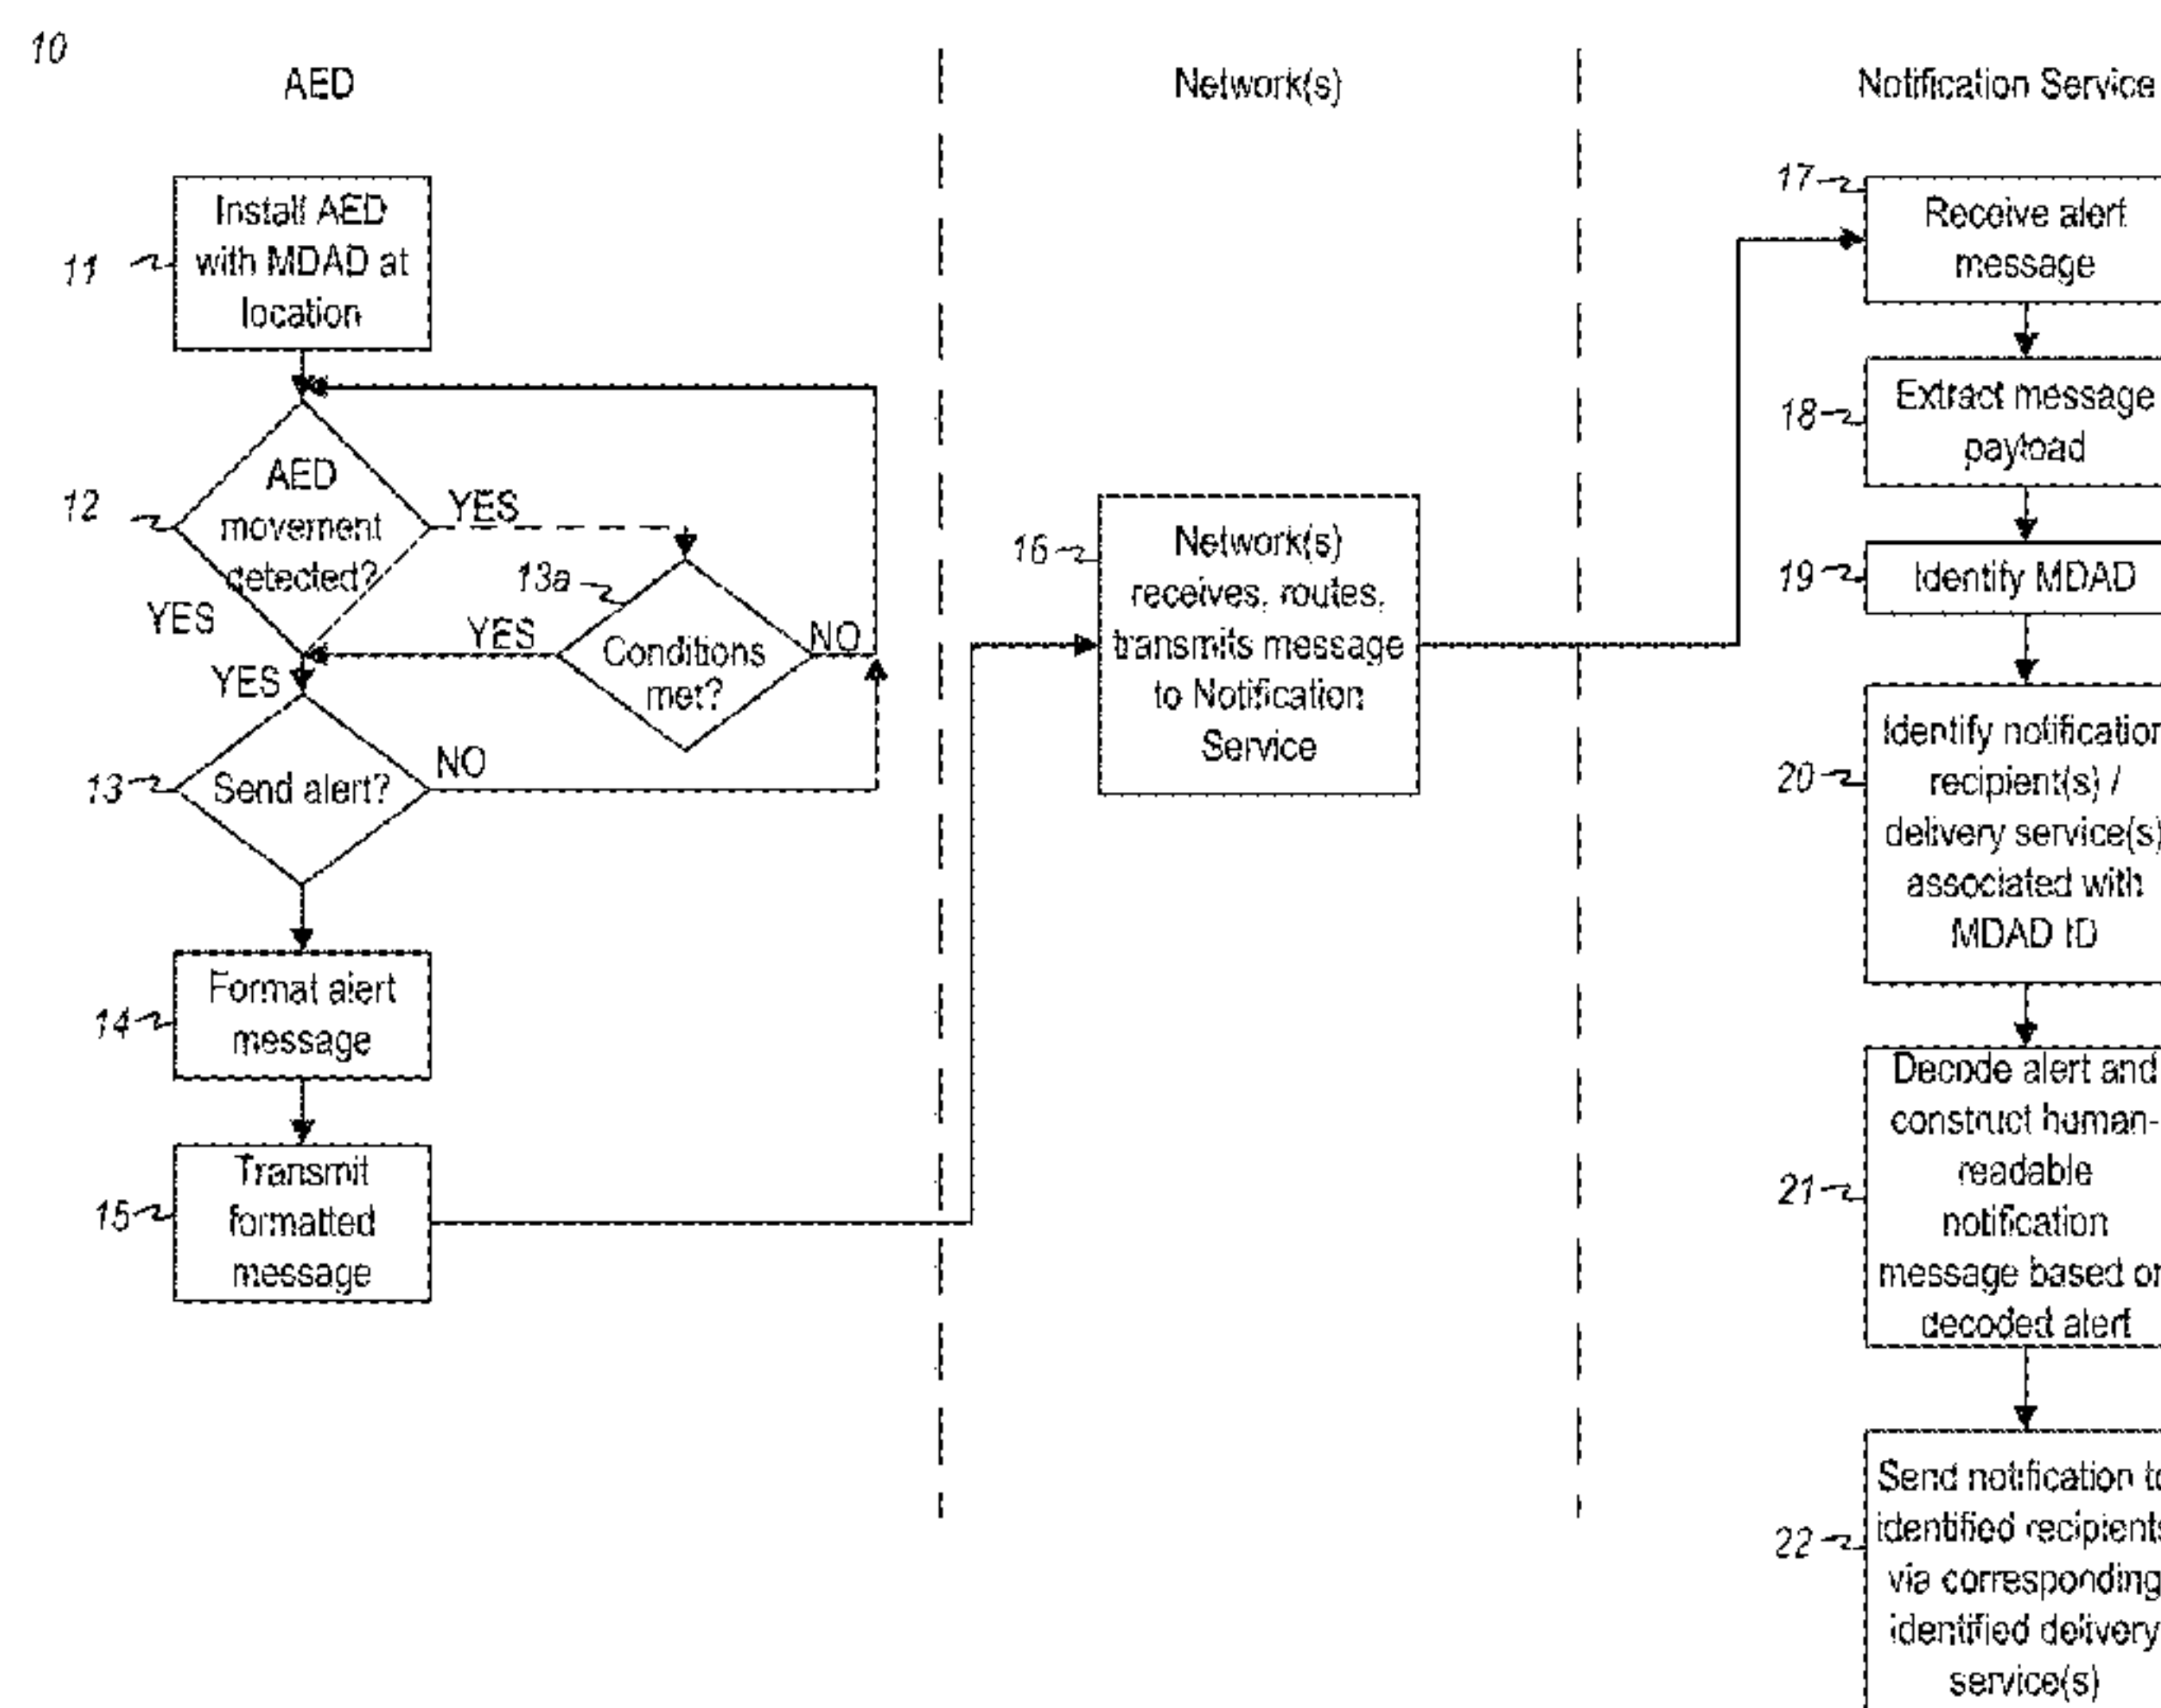 10
AED
Network(s)
Notification Service
11
Install AED
with MDAD at
location
12
AED
movement
detected?
YES
YES
13a
Conditions
met?
YES
NO
YES
13
Send alert?
NO
14
Format alert
message
15
Transmit
formatted
message
16
Network(s)
receives, routes,
transmits message
to Notification
Service
17
Receive alert
message
18
Extract message
payload
19
Identify MDAD
20
Identify notification
recipient(s) /
delivery service(s)
associated with
MDAD ID
21
Decode alert and
construct human-
readable
notification
message based on
decoded alert
22
Send notification to
identified recipients
via corresponding
identified delivery
service(s)